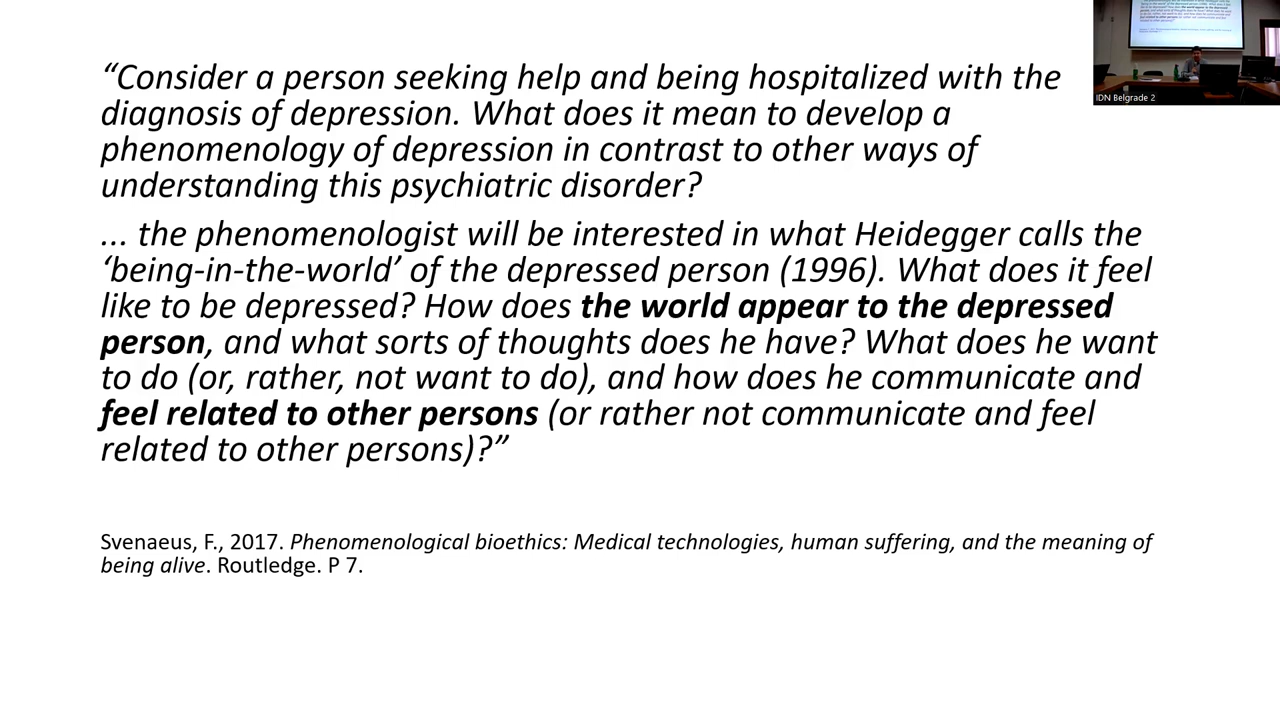 “Consider a person seeking help and being hospitalized with the
diagnosis of depression. What does it mean to develop a
phenomenology of depression in contrast to other ways of
understanding this psychiatric disorder?
... the phenomenologist will be interested in what Heidegger calls the
‘being-in-the-world’ of the depressed person (1996). What does it feel
like to be depressed? How does the world appear to the depressed
person, and what sorts of thoughts does he have? What does he want
to do (or, rather, not want to do), and how does he communicate and
feel related to other persons (or rather not communicate and feel
related to other persons)?”
Svenaeus, F., 2017. Phenomenological bioethics: Medical technologies, human suffering, and the meaning of
being alive. Routledge. P 7.
IDN Belgrade 2